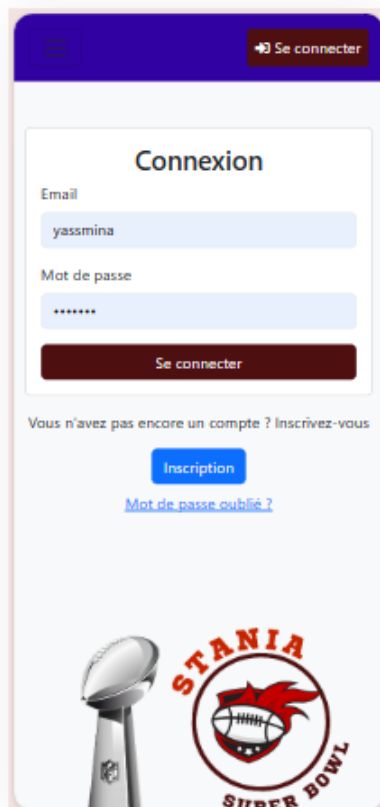 Se connecter
Connexion
Email
yassmina
Mot de passe
•••••••
Se connecter
Vous n'avez pas encore un compte ? Inscrivez-vous
Inscription
Mot de passe oublié ?
STANIA
SUPER BOWL
NFL